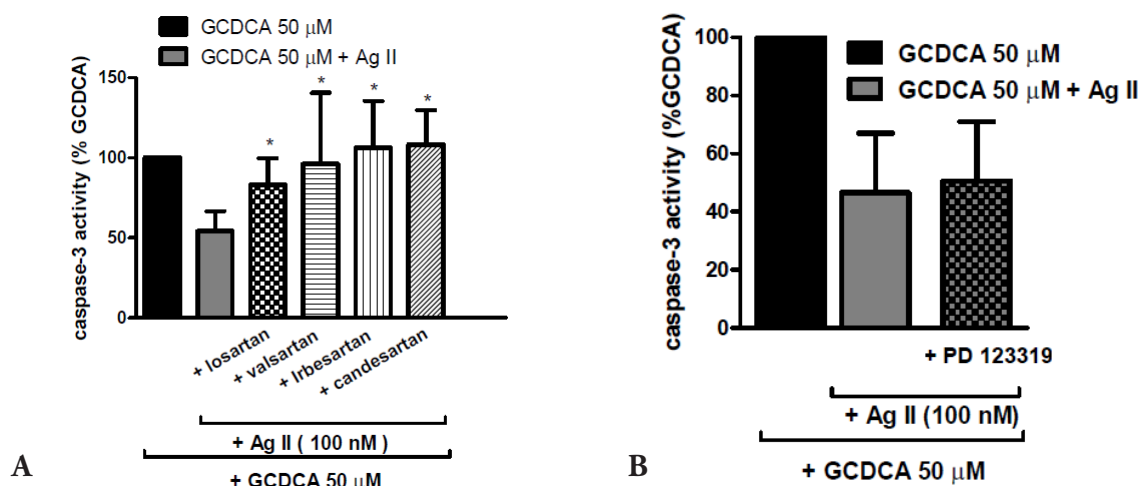 GCDCA 50 μM
GCDCA 50 μM + Ag II
caspase-3 activity (% GCDCA)
150
100
50
0
*
*
*
*
+ losartan
+ valsartan
+ Irbesartan
+ candesartan
+ Ag II ( 100 nM )
+ GCDCA 50 μM
A
GCDCA 50 μM
GCDCA 50 μM + Ag II
caspase-3 activity (%GCDCA)
100
80
60
40
20
0
+ PD 123319
+ Ag II (100 nM)
+ GCDCA 50 μM
B